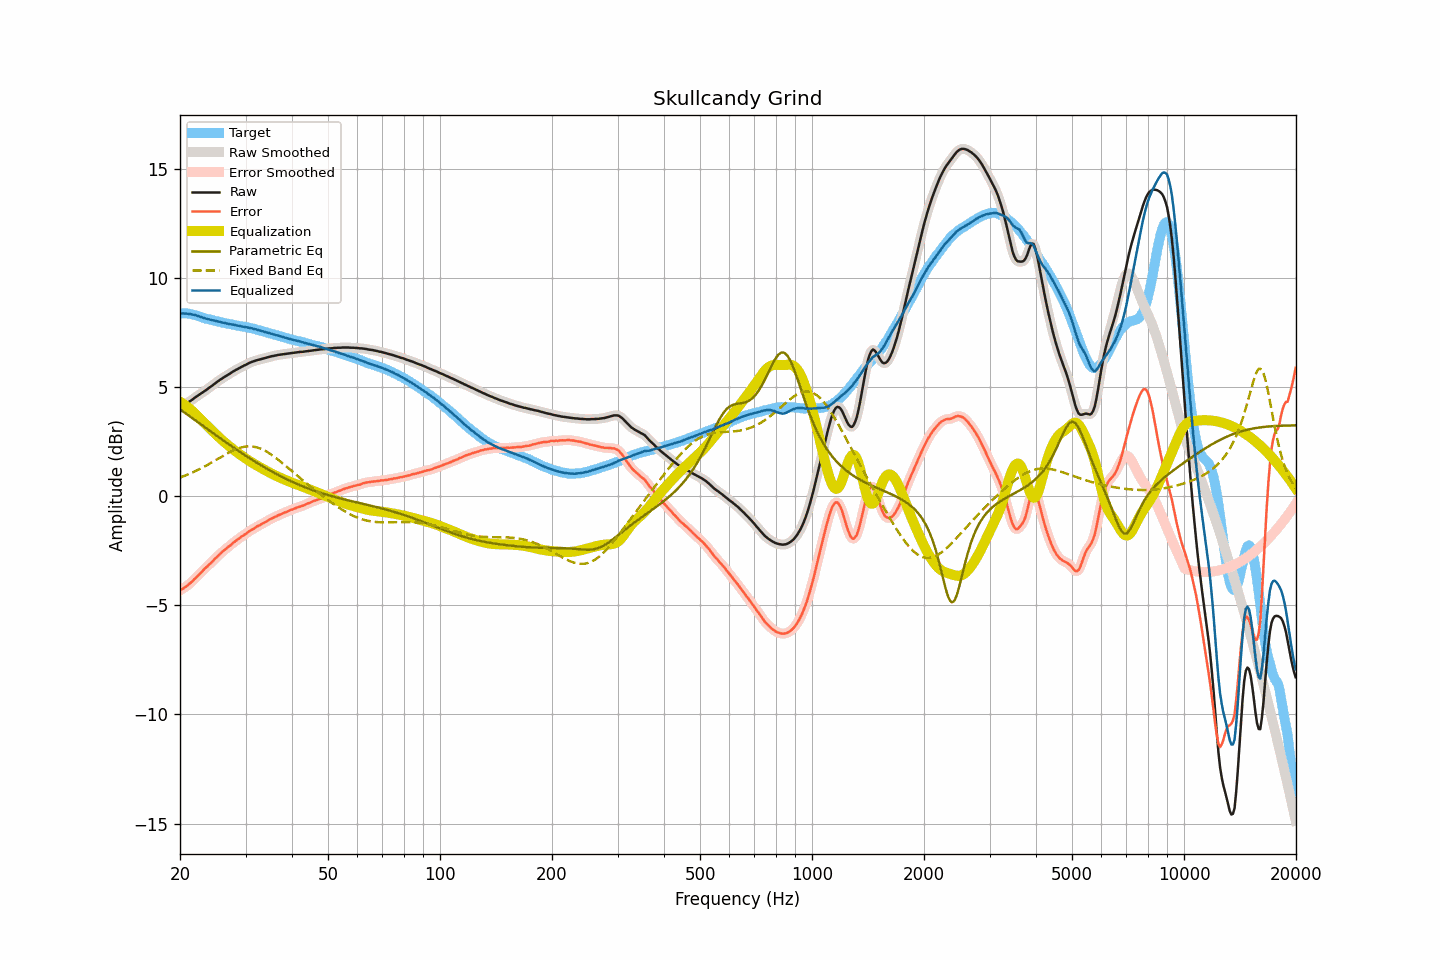 Skullcandy Grind
Target
Raw Smoothed
Error Smoothed
Raw
Error
Equalization
Parametric Eq
Fixed Band Eq
Equalized
15
10
5
0
−5
−10
−15
Amplitude (dBr)
20 50 100 200 500 1000 2000 5000 10000 20000
Frequency (Hz)